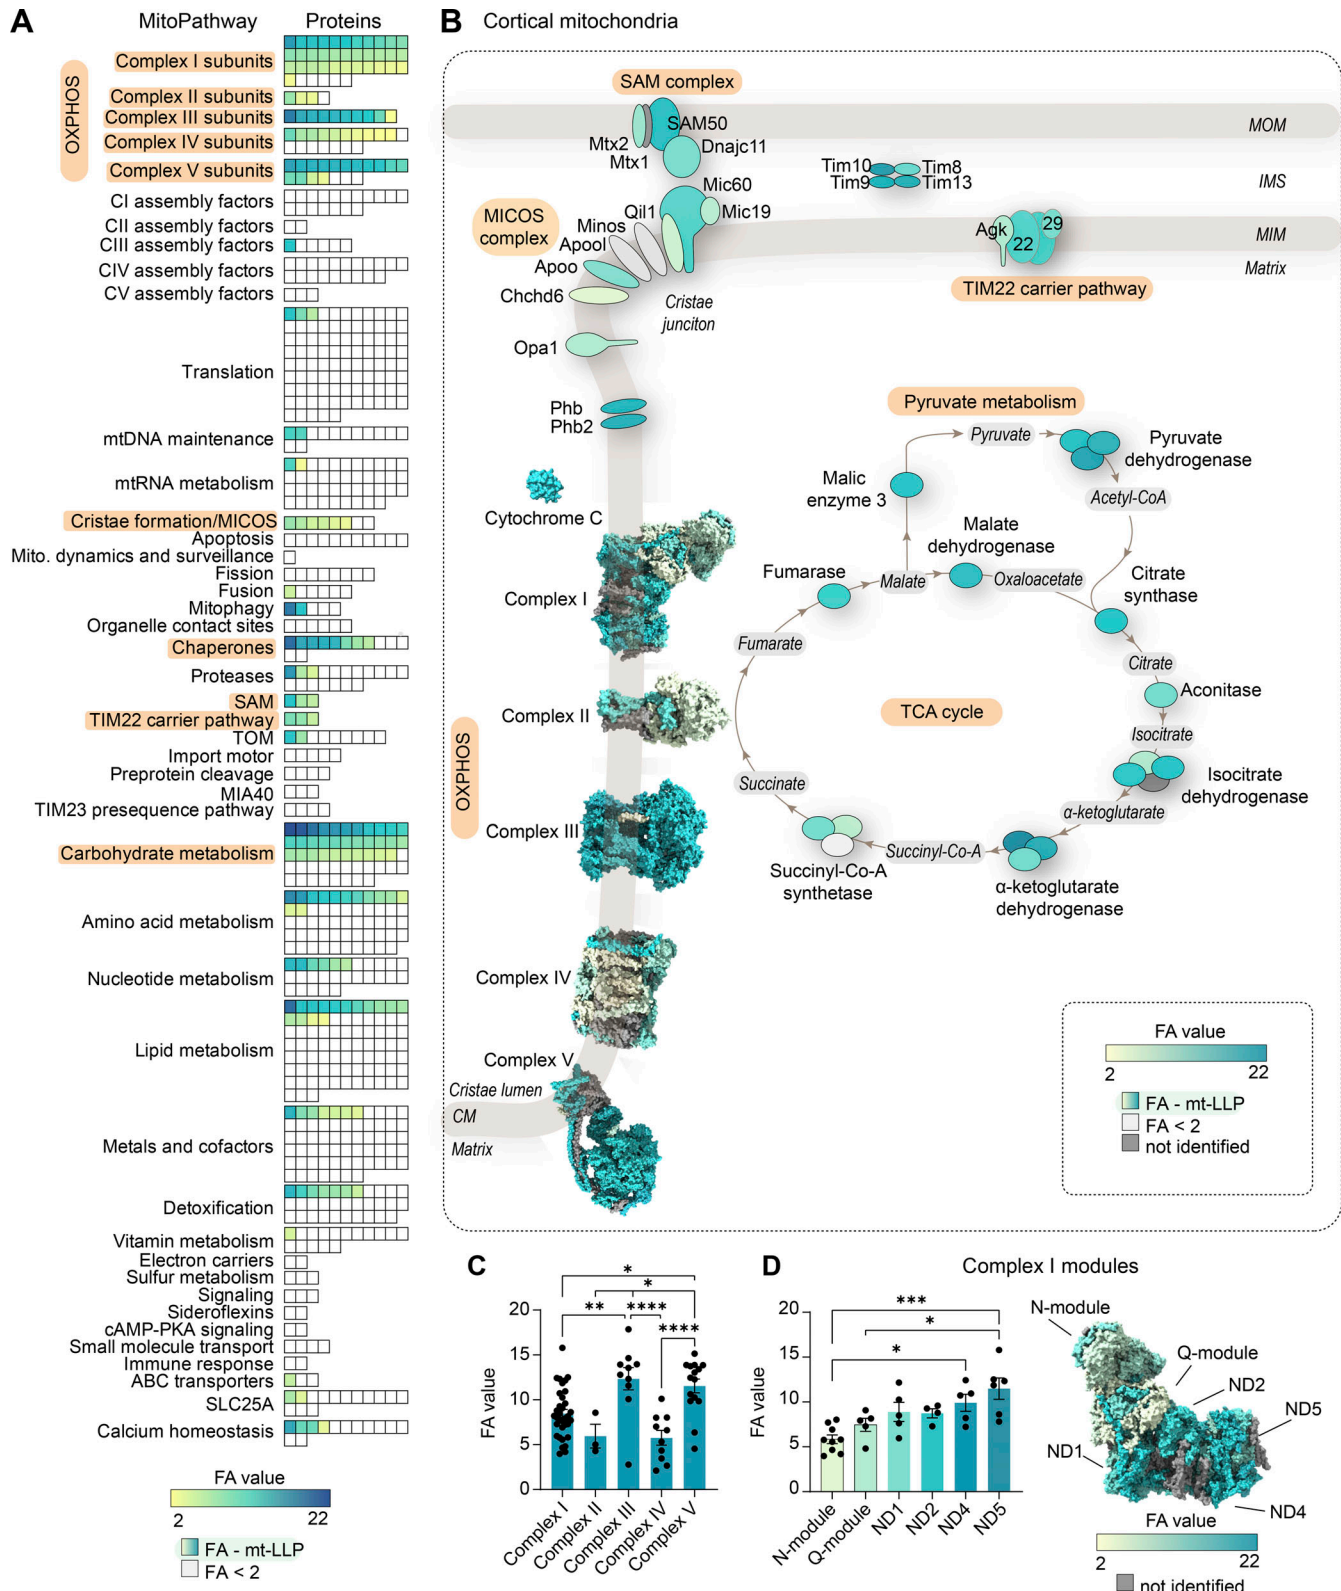 A
MitoPathway
Proteins
OXPHOS
Complex I subunits
Complex II subunits
Complex III subunits
Complex IV subunits
Complex V subunits
CI assembly factors
CII assembly factors
CIII assembly factors
CIV assembly factors
CV assembly factors
Translation
mtDNA maintenance
mtRNA metabolism
Cristae formation/MICOS
Apoptosis
Mito. dynamics and surveillance
Fission
Fusion
Mitophagy
Organelle contact sites
Chaperones
Proteases
SAM
TIM22 carrier pathway
TOM
Import motor
Preprotein cleavage
MIA40
TIM23 presequence pathway
Carbohydrate metabolism
Amino acid metabolism
Nucleotide metabolism
Lipid metabolism
Metals and cofactors
Detoxification
Vitamin metabolism
Electron carriers
Sulfur metabolism
Signaling
Sideroflexins
cAMP-PKA signaling
Small molecule transport
Immune response
ABC transporters
SLC25A
Calcium homeostasis
FA value
2
22
FA - mt-LLP
FA < 2
B
Cortical mitochondria
SAM complex
SAM50
Mtx2
Mtx1
Dnajc11
MOM
Tim10
Tim8
Tim9
Tim13
IMS
MICOS
complex
Mic60
Mic19
Qil1
Minos
Apool
Apoo
Chchd6
Cristae
junciton
Agk
22
29
MIM
Matrix
TIM22 carrier pathway
Opa1
Phb
Phb2
Cytochrome C
Complex I
Complex II
OXPHOS
Complex III
Complex IV
Complex V
Cristae lumen
CM
Matrix
Pyruvate metabolism
Pyruvate
Pyruvate
dehydrogenase
Malic
enzyme 3
Acetyl-CoA
Malate
dehydrogenase
Fumarase
Malate
Oxaloacetate
Citrate
synthase
Fumarate
Citrate
Aconitase
TCA cycle
Isocitrate
Isocitrate
dehydrogenase
Succinate
α-ketoglutarate
Succinyl-Co-A
Succinyl-Co-A
synthetase
α-ketoglutarate
dehydrogenase
FA value
2
22
FA - mt-LLP
FA < 2
not identified
C
*
*
**
****
****
FA value
20
15
10
5
0
Complex I
Complex II
Complex III
Complex IV
Complex V
D
Complex I modules
***
*
*
FA value
20
15
10
5
0
N-module
Q-module
ND1
ND2
ND4
ND5
N-module
Q-module
ND2
ND5
ND1
ND4
FA value
2
22
not identified